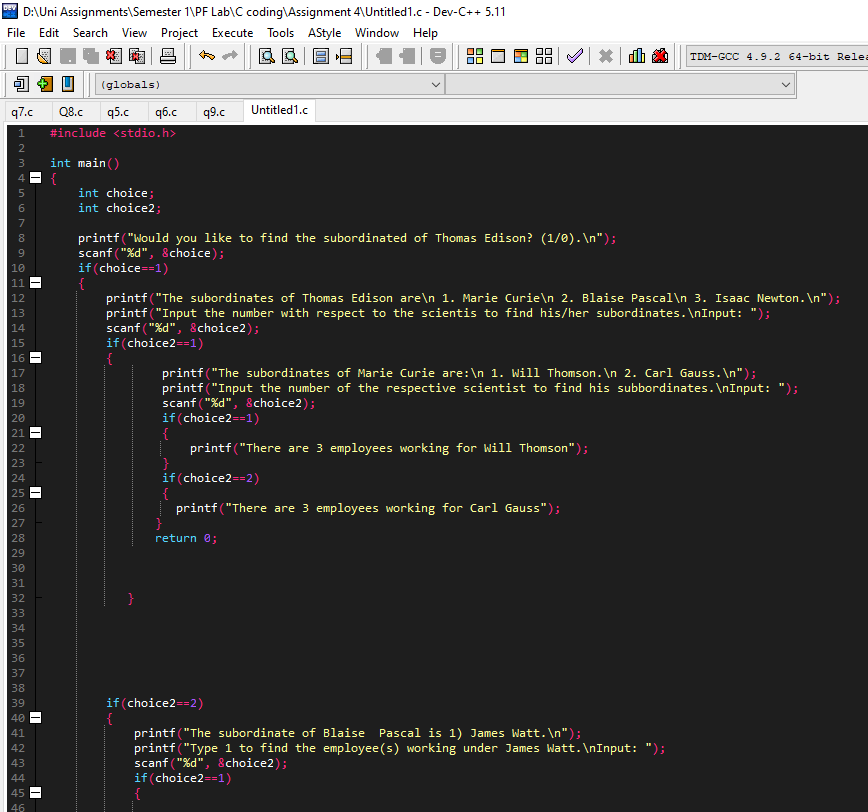 D:\Uni Assignments\Semester 1\PF Lab\C coding\Assignment 4\Untitled1.c - Dev-C++ 5.11
File Edit Search View Project Execute Tools AStyle Window Help
TDM-GCC 4.9.2 64-bit Relea
(globals)
q7.c Q8.c q5.c q6.c q9.c Untitled1.c
1 #include <stdio.h>
2
3 int main()
4 {
5 int choice;
6 int choice2;
7
8 printf("Would you like to find the subordinated of Thomas Edison? (1/0).\n");
9 scanf("%d", &choice);
10 if(choice==1)
11 {
12 printf("The subordinates of Thomas Edison are\n 1. Marie Curie\n 2. Blaise Pascal\n 3. Isaac Newton.\n");
13 printf("Input the number with respect to the scientis to find his/her subordinates.\nInput: ");
14 scanf("%d", &choice2);
15 if(choice2==1)
16 {
17 printf("The subordinates of Marie Curie are:\n 1. Will Thomson.\n 2. Carl Gauss.\n");
18 printf("Input the number of the respective scientist to find his subbordinates.\nInput: ");
19 scanf("%d", &choice2);
20 if(choice2==1)
21 {
22 printf("There are 3 employees working for Will Thomson");
23 }
24 if(choice2==2)
25 {
26 printf("There are 3 employees working for Carl Gauss");
27 }
28 return 0;
29
30
31
32 }
33
34
35
36
37
38
39 if(choice2==2)
40 {
41 printf("The subordinate of Blaise  Pascal is 1) James Watt.\n");
42 printf("Type 1 to find the employee(s) working under James Watt.\nInput: ");
43 scanf("%d", &choice2);
44 if(choice2==1)
45 {
46